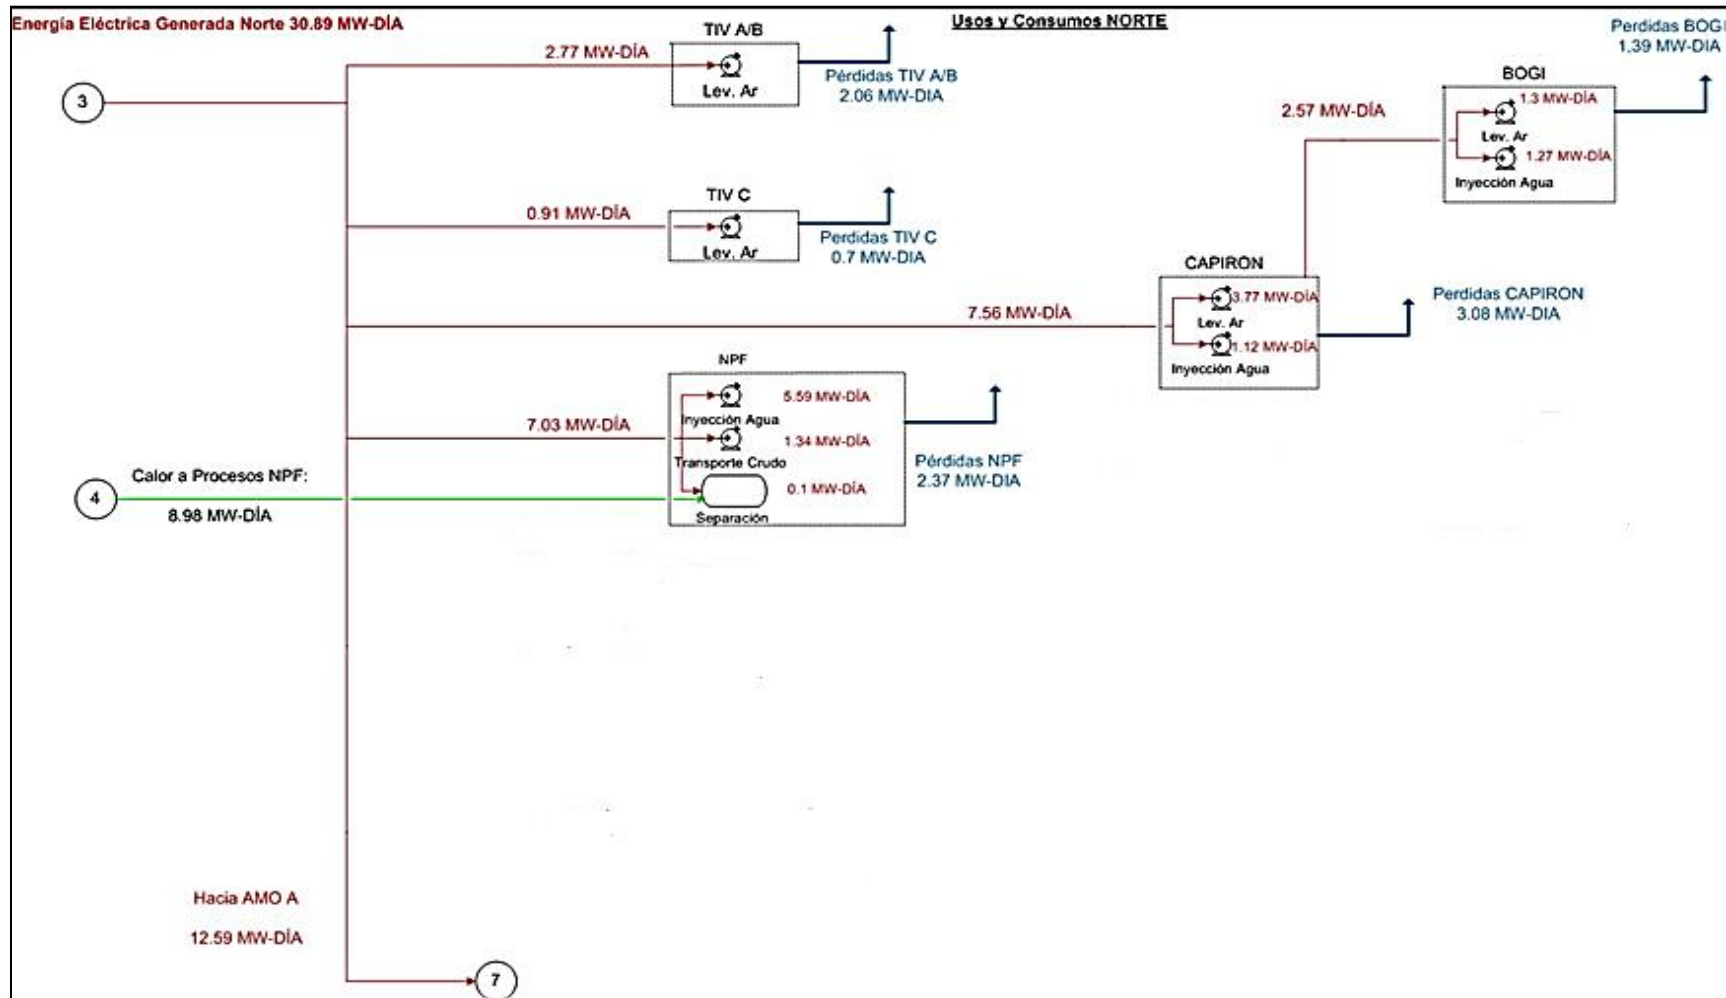 Energía Eléctrica Generada Norte 30.89 MW-DÍA
Usos y Consumos NORTE
3
2.77 MW-DÍA
TIV A/B
Lev. Ar
Pérdidas TIV A/B
2.06 MW-DIA
Perdidas BOGI
1.39 MW-DIA
BOGI
2.57 MW-DÍA
1.3 MW-DÍA
Lev. Ar
1.27 MW-DÍA
Inyección Agua
0.91 MW-DÍA
TIV C
Lev. Ar
Perdidas TIV C
0.7 MW-DIA
CAPIRON
7.56 MW-DÍA
3.77 MW-DÍA
Lev. Ar
1.12 MW-DÍA
Inyección Agua
Perdidas CAPIRON
3.08 MW-DIA
NPF
7.03 MW-DÍA
5.59 MW-DÍA
Inyección Agua
1.34 MW-DÍA
Transporte Crudo
0.1 MW-DÍA
Separación
Pérdidas NPF
2.37 MW-DIA
Calor a Procesos NPF:
4
8.98 MW-DÍA
Hacia AMO A
12.59 MW-DÍA
7